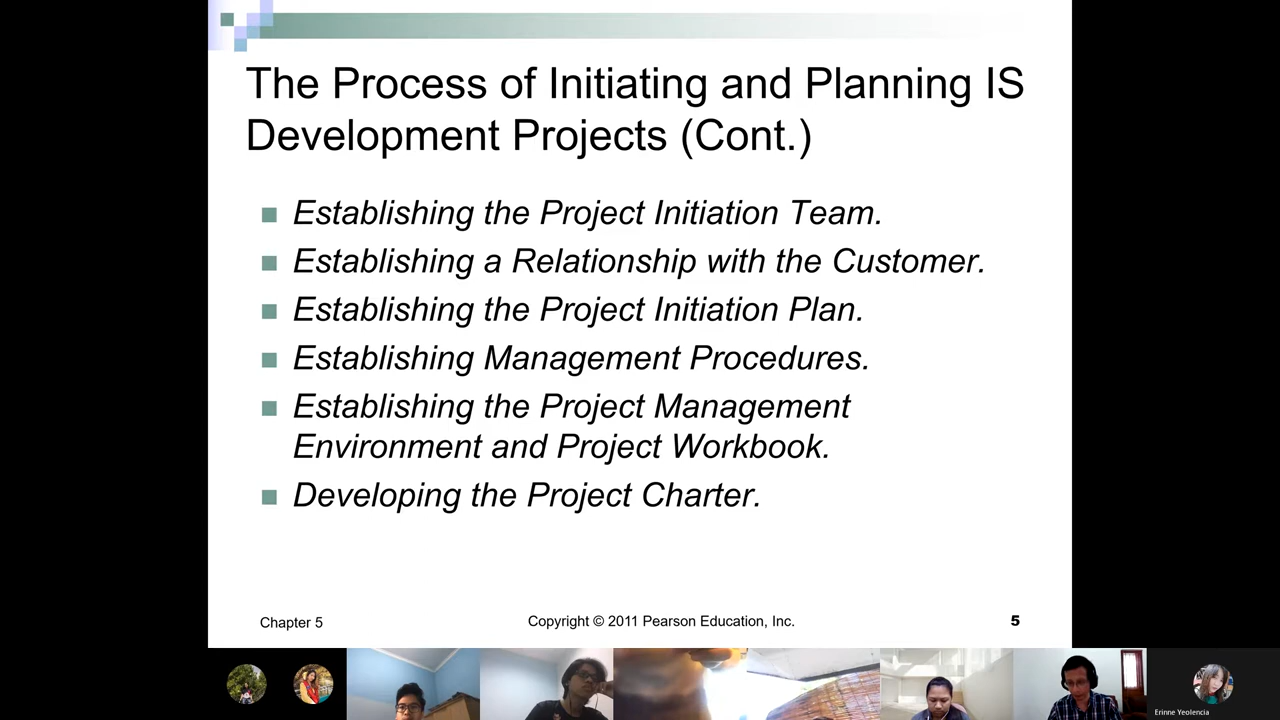 The Process of Initiating and Planning IS
Development Projects (Cont.)
Establishing the Project Initiation Team.
Establishing a Relationship with the Customer.
Establishing the Project Initiation Plan.
Establishing Management Procedures.
Establishing the Project Management
Environment and Project Workbook.
Developing the Project Charter.
Chapter 5
Copyright © 2011 Pearson Education, Inc.
5
Erinne Yeolencia